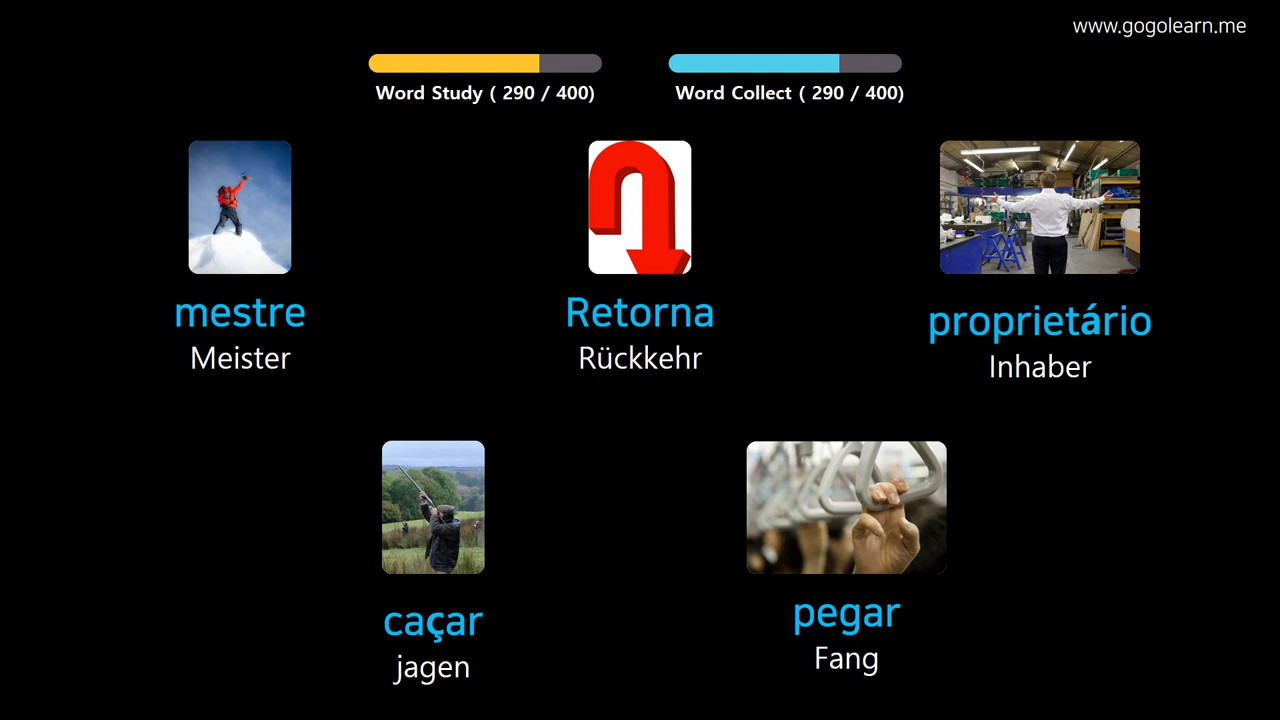 www.gogolearn.me
Word Study ( 290 / 400)
Word Collect ( 290 / 400)
mestre
Meister
Retorna
Rückkehr
proprietário
Inhaber
caçar
jagen
pegar
Fang